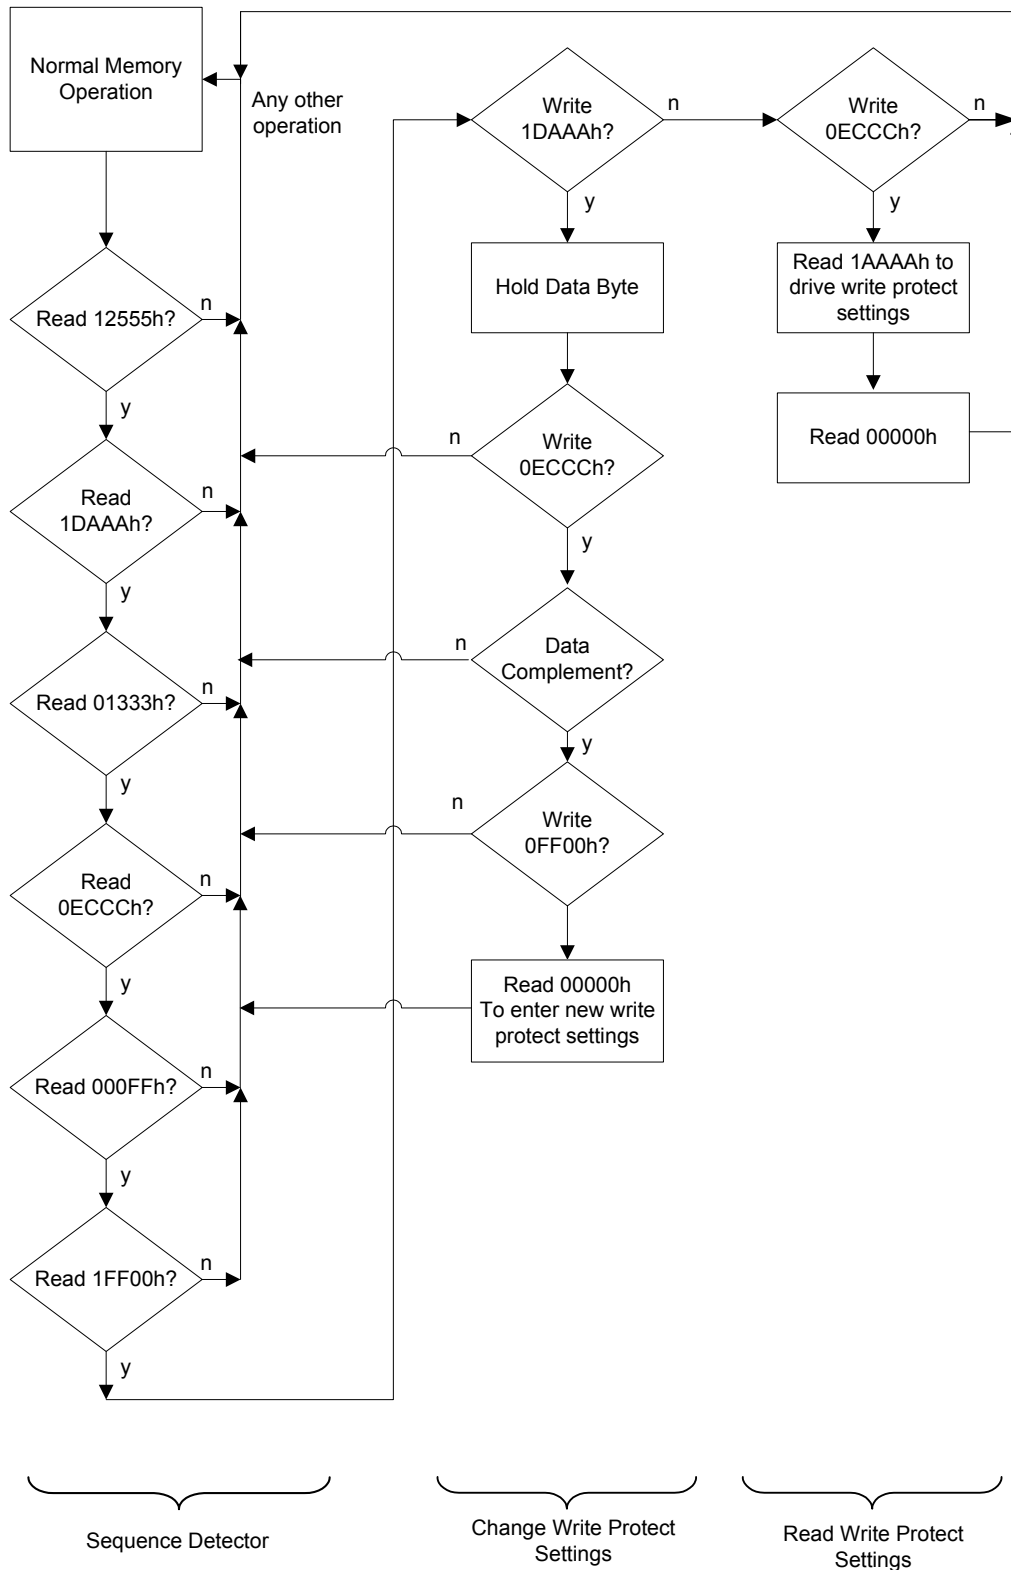 Normal Memory
Operation
Any other
operation
Read 12555h?
n
y
Read
1DAAAh?
n
y
Read 01333h?
n
y
Read
0ECCCh?
n
y
Read 000FFh?
n
y
Read 1FF00h?
n
y
Write
1DAAAh?
n
y
Hold Data Byte
Write
0ECCCh?
n
y
Data
Complement?
n
y
Write
0FF00h?
n
Read 00000h
To enter new write
protect settings
Write
0ECCCh?
n
y
Read 1AAAAh to
drive write protect
settings
Read 00000h
Sequence Detector
Change Write Protect
Settings
Read Write Protect
Settings